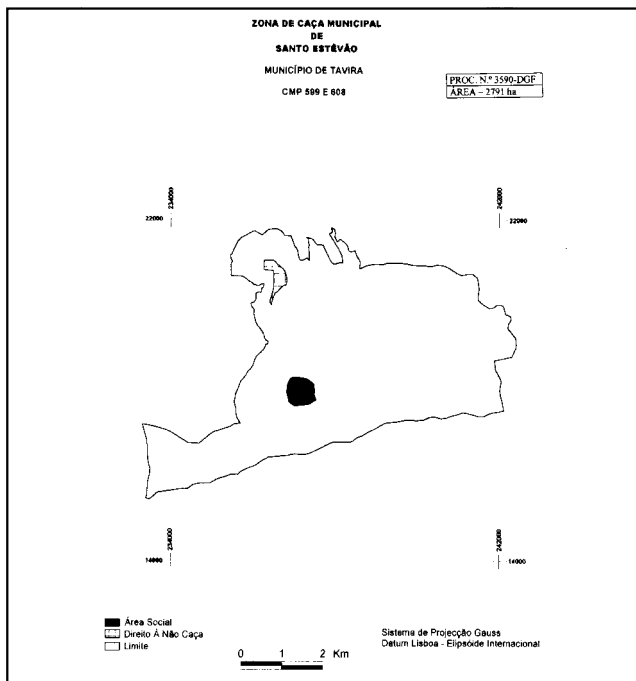 ZONA DE CAÇA MUNICIPAL
DE
SANTO ESTÊVÃO
MUNICÍPIO DE TAVIRA
CMP 599 E 608
PROC. N.º 3590-DGF
ÁREA – 2791 ha
234000
242000
22000
22000
14000
14000
234000
242000
Área Social
Direito À Não Caça
Limite
0 1 2 Km
Sistema de Projecção Gauss
Datum Lisboa - Elipsóide Internacional